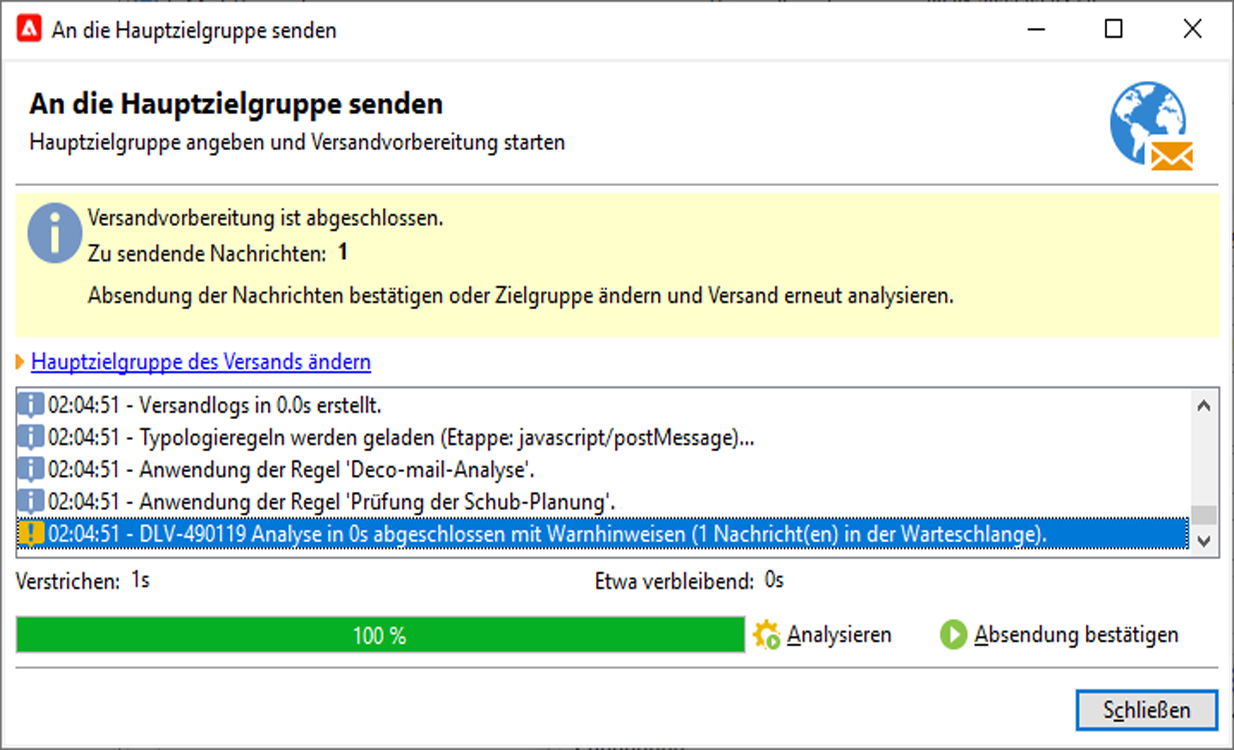 An die Hauptzielgruppe senden
An die Hauptzielgruppe senden
Hauptzielgruppe angeben und Versandvorbereitung starten
Versandvorbereitung ist abgeschlossen.
Zu sendende Nachrichten: 1
Absendung der Nachrichten bestätigen oder Zielgruppe ändern und Versand erneut analysieren.
Hauptzielgruppe des Versands ändern
02:04:51 - Versandlogs in 0.0s erstellt.
02:04:51 - Typologieregeln werden geladen (Etappe: javascript/postMessage)...
02:04:51 - Anwendung der Regel 'Deco-mail-Analyse'.
02:04:51 - Anwendung der Regel 'Prüfung der Schub-Planung'.
02:04:51 - DLV-490119 Analyse in 0s abgeschlossen mit Warnhinweisen (1 Nachricht(en) in der Warteschlange).
Verstrichen: 1s Etwa verbleibend: 0s
100 % Analysieren Absendung bestätigen
Schließen